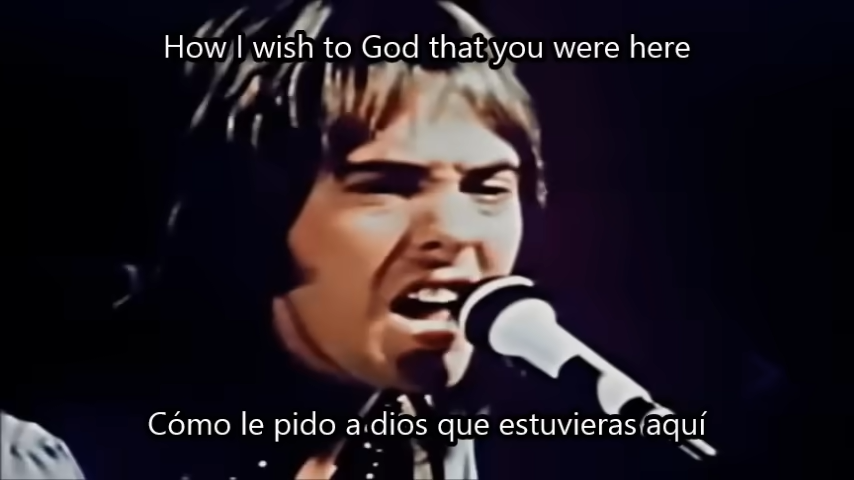 How I wish to God that you were here
Cómo le pido a dios que estuvieras aquí